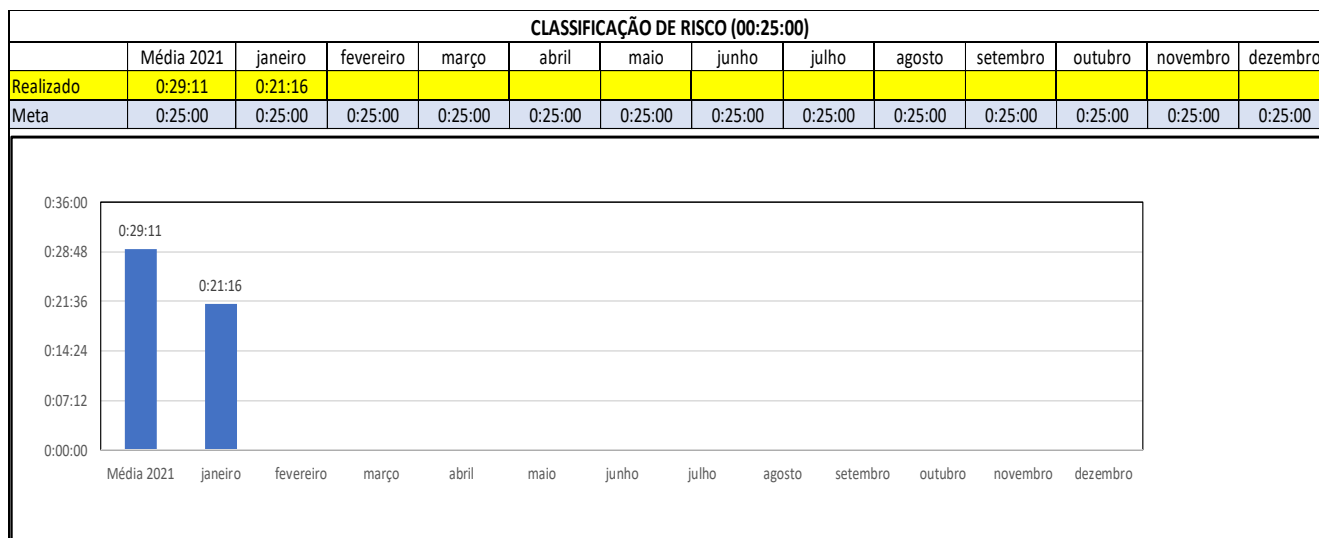 CLASSIFICAÇÃO DE RISCO (00:25:00)
Média 2021 janeiro fevereiro março abril maio junho julho agosto setembro outubro novembro dezembro
Realizado 0:29:11 0:21:16
Meta 0:25:00 0:25:00 0:25:00 0:25:00 0:25:00 0:25:00 0:25:00 0:25:00 0:25:00 0:25:00 0:25:00 0:25:00 0:25:00
0:36:00
0:29:11
0:28:48
0:21:36
0:21:16
0:14:24
0:07:12
0:00:00
Média 2021 janeiro fevereiro março abril maio junho julho agosto setembro outubro novembro dezembro